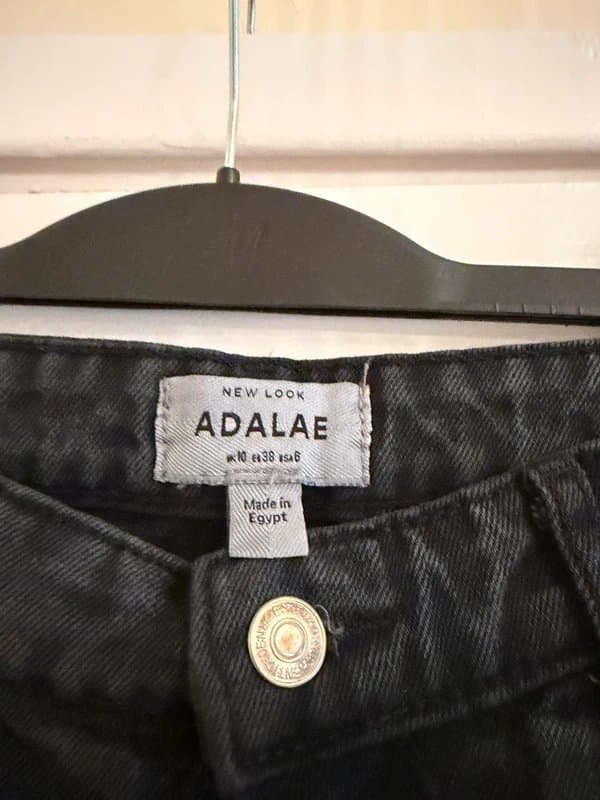 NEW LOOK
ADALAE
UK10 EU38 USA6
Made in
Egypt